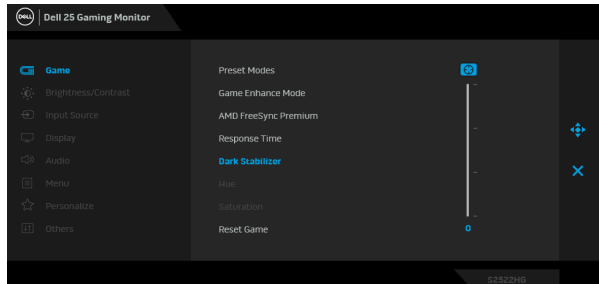 DELL
Dell 25 Gaming Monitor
Game
Brightness/Contrast
Input Source
Display
Audio
Menu
Personalize
Others
Preset Modes
Game Enhance Mode
AMD FreeSync Premium
Response Time
Dark Stabilizer
Hue
Saturation
Reset Game
0
S2522HG